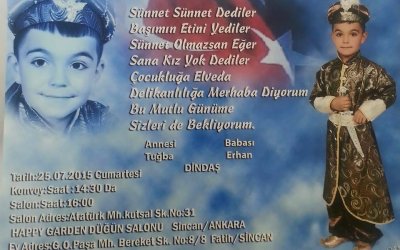 Sünnet Sünnet Dediler
Başımın Etini Yediler
Sünnet Olmazsan Eğer
Sana Kız Yok Dediler
Çocukluğa Elveda
Delikanlılığa Merhaba Diyorum
Bu Mutlu Günüme
Sizleri de Bekliyorum.
Annesi Babası
Tuğba Erhan
DİNDAŞ
Tarih:25.07.2015 Cumartesi
Konvoy:Saat:14:30 Da
Salon:Saat:16:00
Salon Adres:Atatürk Mh.kutsal Sk.No:31
HAPPY GARDEN DÜĞÜN SALONU Sincan/ANKARA
Ev Adres:G.O.Paşa Mh. Bereket Sk.No:8/8 Fatih/SİNCAN